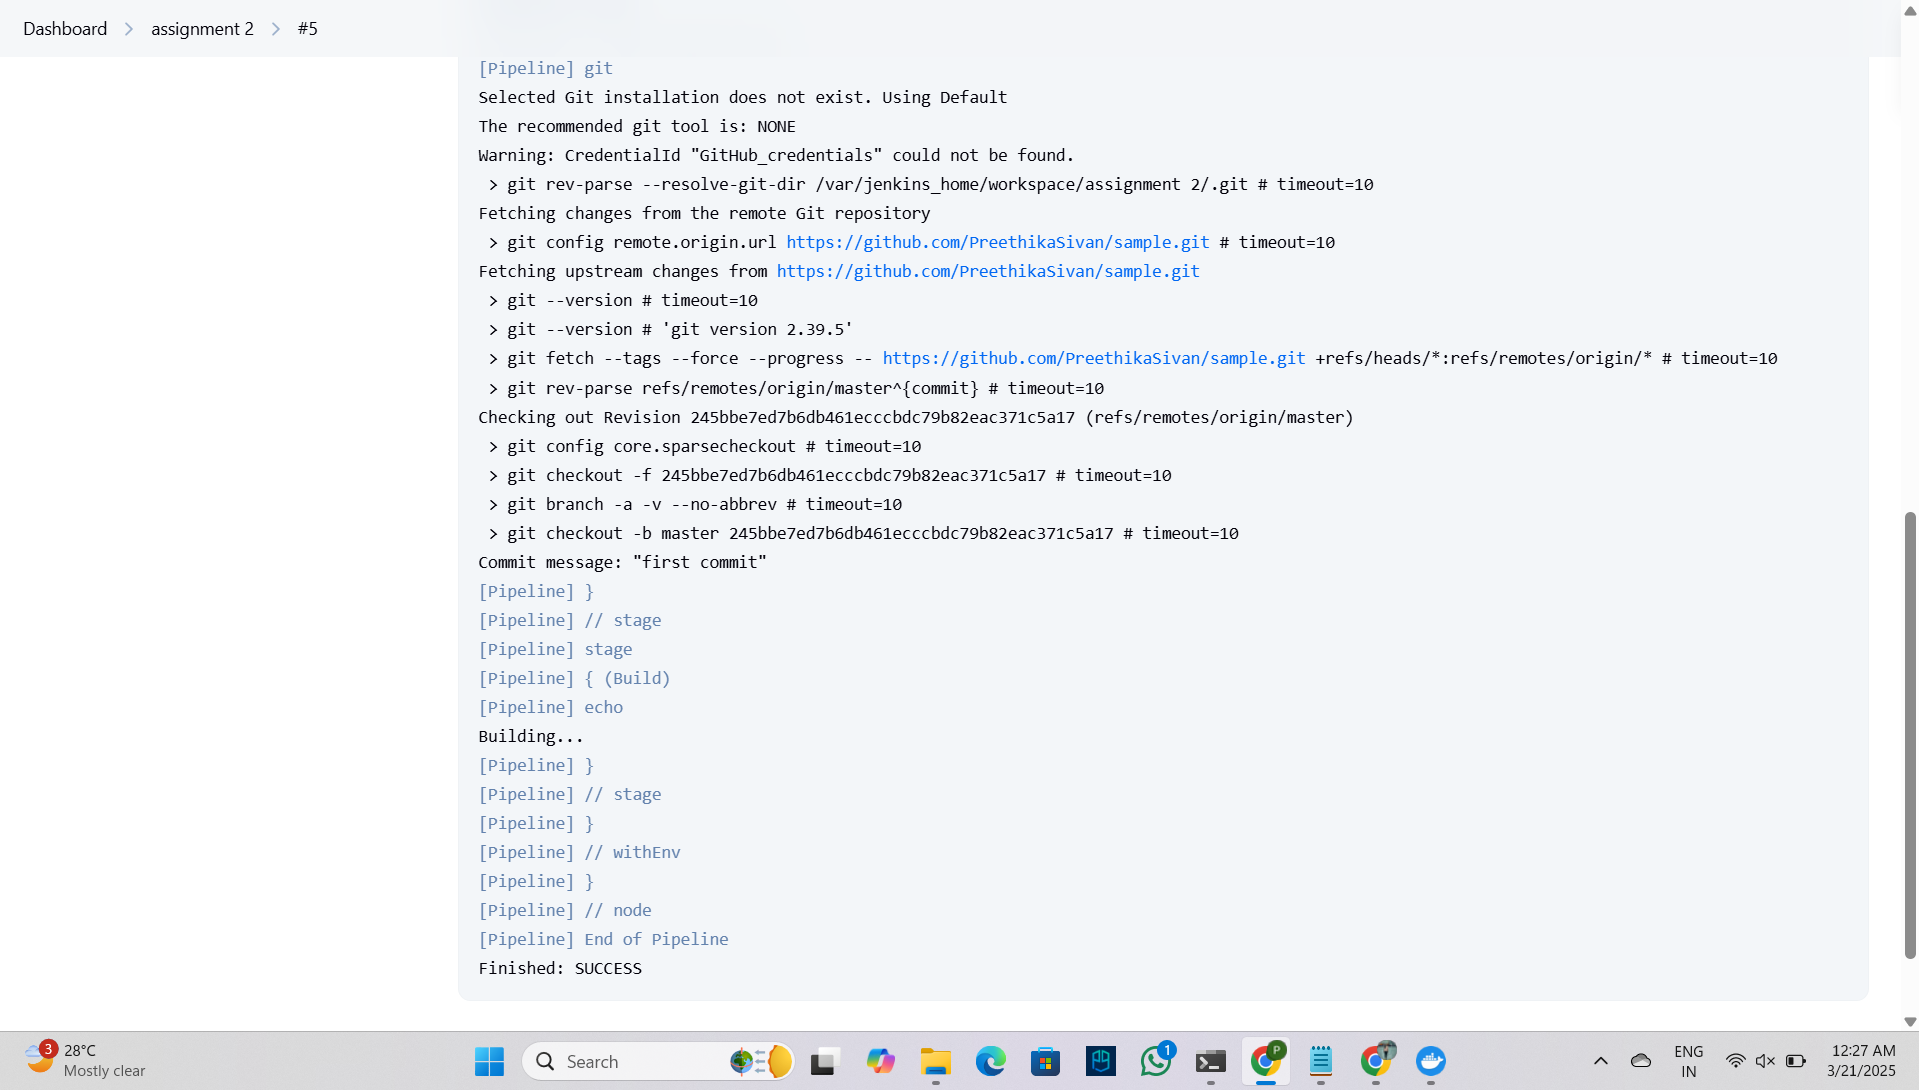 Dashboard > assignment 2 > #5
[Pipeline] git
Selected Git installation does not exist. Using Default
The recommended git tool is: NONE
Warning: CredentialId "GitHub_credentials" could not be found.
> git rev-parse --resolve-git-dir /var/jenkins_home/workspace/assignment 2/.git # timeout=10
Fetching changes from the remote Git repository
> git config remote.origin.url https://github.com/PreethikaSivan/sample.git # timeout=10
Fetching upstream changes from https://github.com/PreethikaSivan/sample.git
> git --version # timeout=10
> git --version # 'git version 2.39.5'
> git fetch --tags --force --progress -- https://github.com/PreethikaSivan/sample.git +refs/heads/*:refs/remotes/origin/* # timeout=10
> git rev-parse refs/remotes/origin/master^{commit} # timeout=10
Checking out Revision 245bbe7ed7b6db461ecccbdc79b82eac371c5a17 (refs/remotes/origin/master)
> git config core.sparsecheckout # timeout=10
> git checkout -f 245bbe7ed7b6db461ecccbdc79b82eac371c5a17 # timeout=10
> git branch -a -v --no-abbrev # timeout=10
> git checkout -b master 245bbe7ed7b6db461ecccbdc79b82eac371c5a17 # timeout=10
Commit message: "first commit"
[Pipeline] }
[Pipeline] // stage
[Pipeline] stage
[Pipeline] { (Build)
[Pipeline] echo
Building...
[Pipeline] }
[Pipeline] // stage
[Pipeline] }
[Pipeline] // withEnv
[Pipeline] }
[Pipeline] // node
[Pipeline] End of Pipeline
Finished: SUCCESS
3
28°C
Mostly clear
Search
1
P
ENG
IN
12:27 AM
3/21/2025